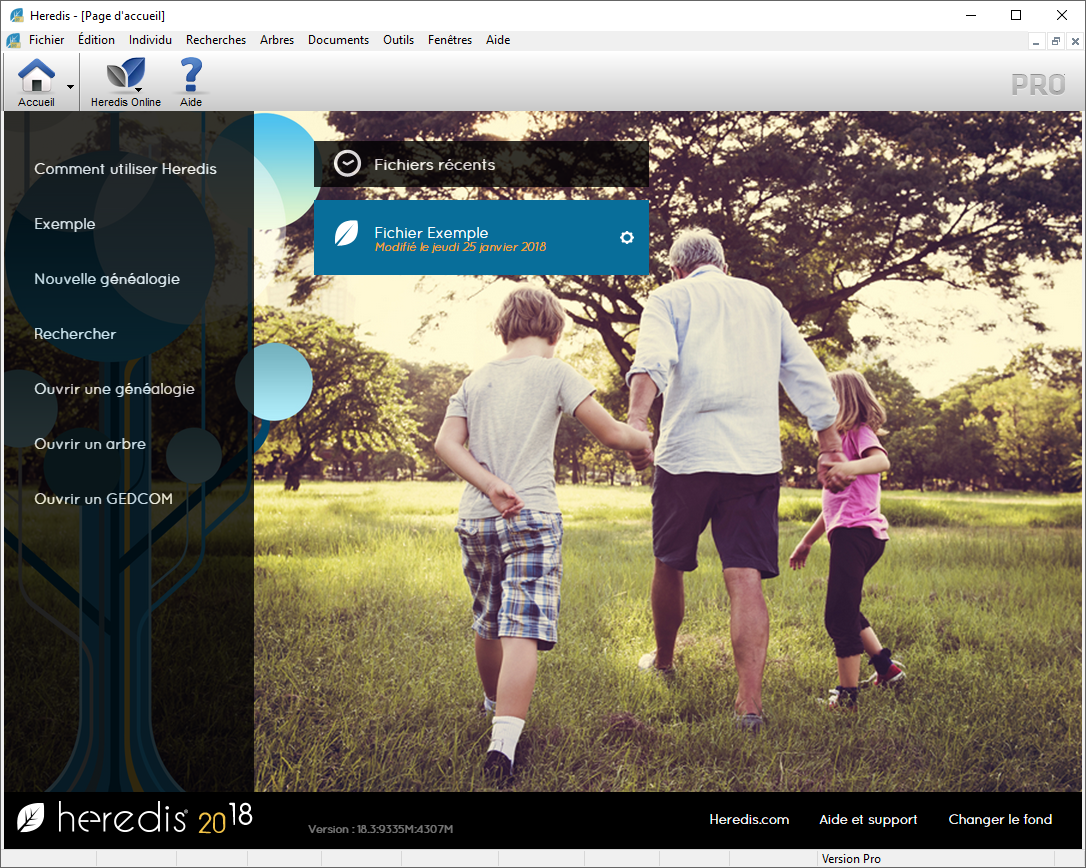 Heredis - [Page d'accueil]
Fichier Édition Individu Recherches Arbres Documents Outils Fenêtres Aide
Accueil Heredis Online Aide
PRO
Comment utiliser Heredis
Exemple
Nouvelle généalogie
Rechercher
Ouvrir une généalogie
Ouvrir un arbre
Ouvrir un GEDCOM
Fichiers récents
Fichier Exemple
Modifié le jeudi 25 janvier 2018
heredis 2018
Version : 18.3:9335M:4307M
Heredis.com Aide et support Changer le fond
Version Pro